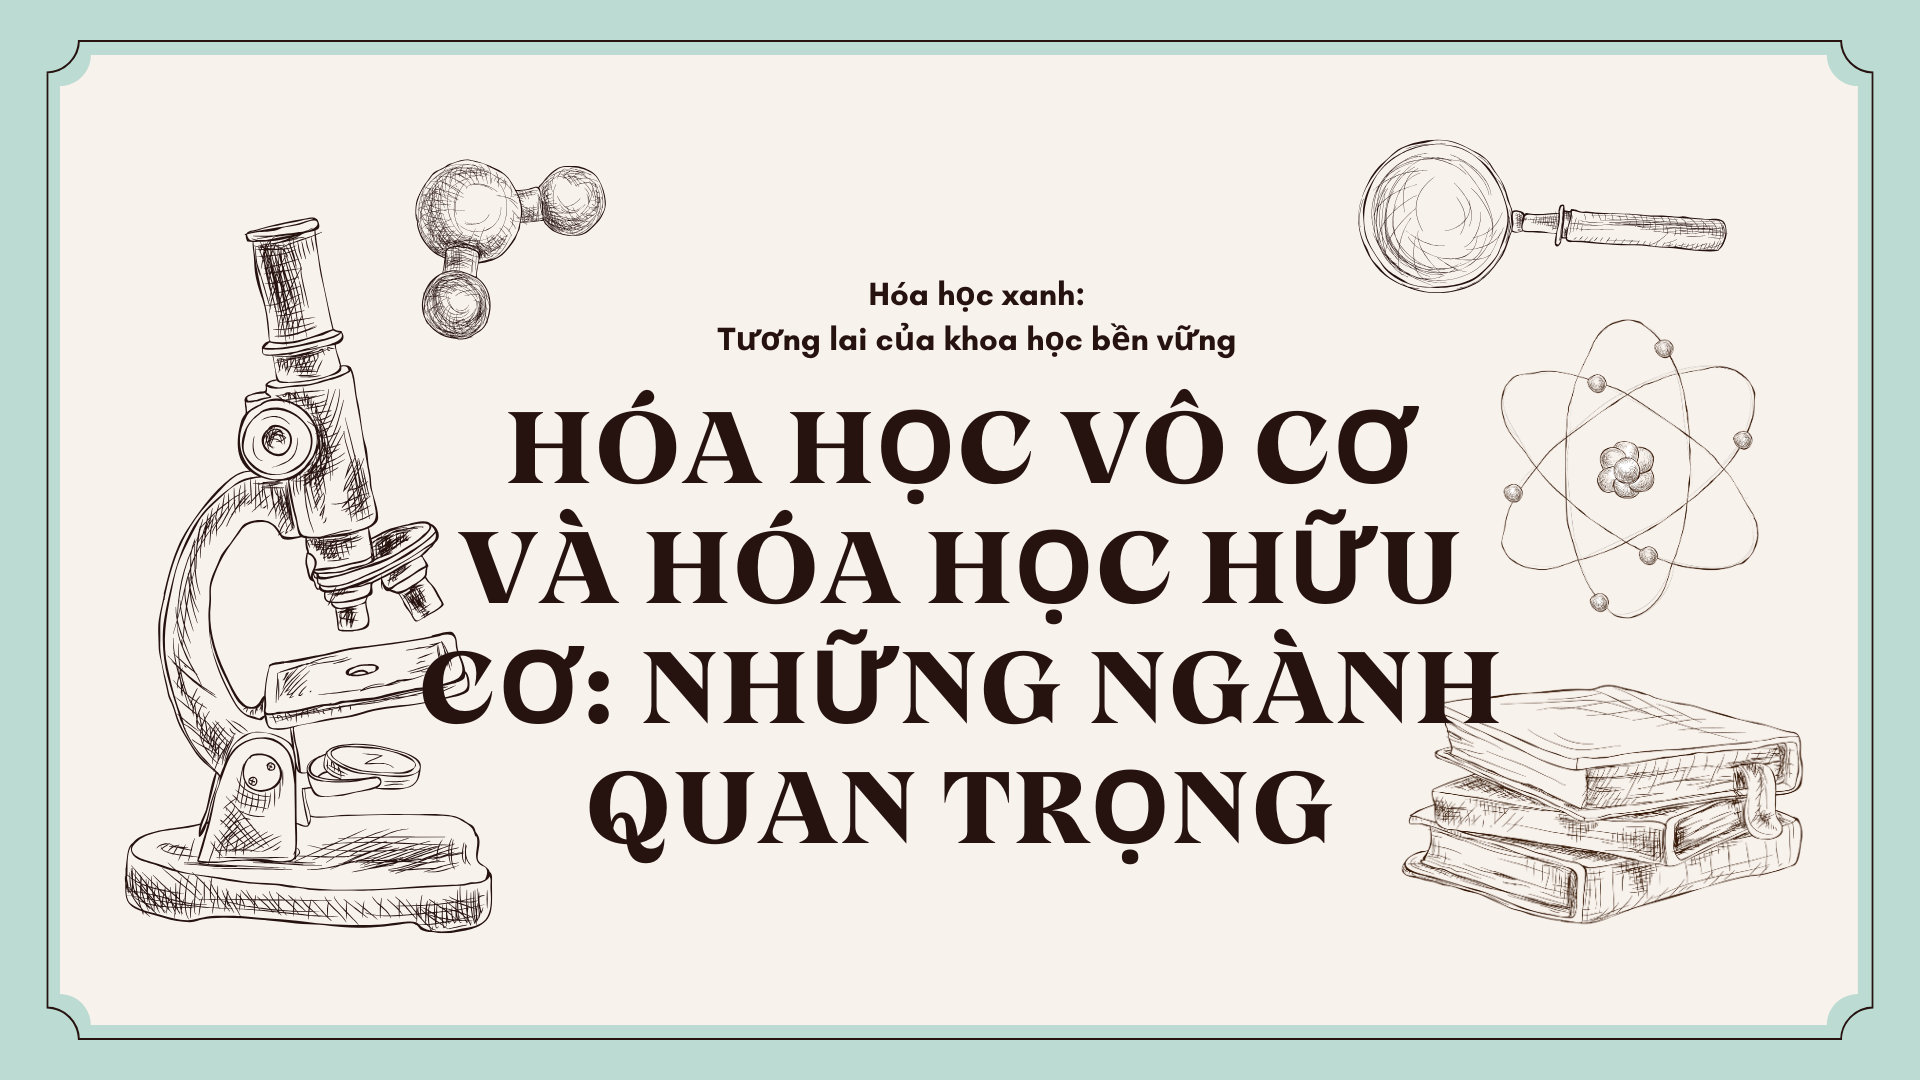 Hóa học xanh:
Tương lai của khoa học bền vững
HÓA HỌC VÔ CƠ
VÀ HÓA HỌC HỮU
CƠ: NHỮNG NGÀNH
QUAN TRỌNG